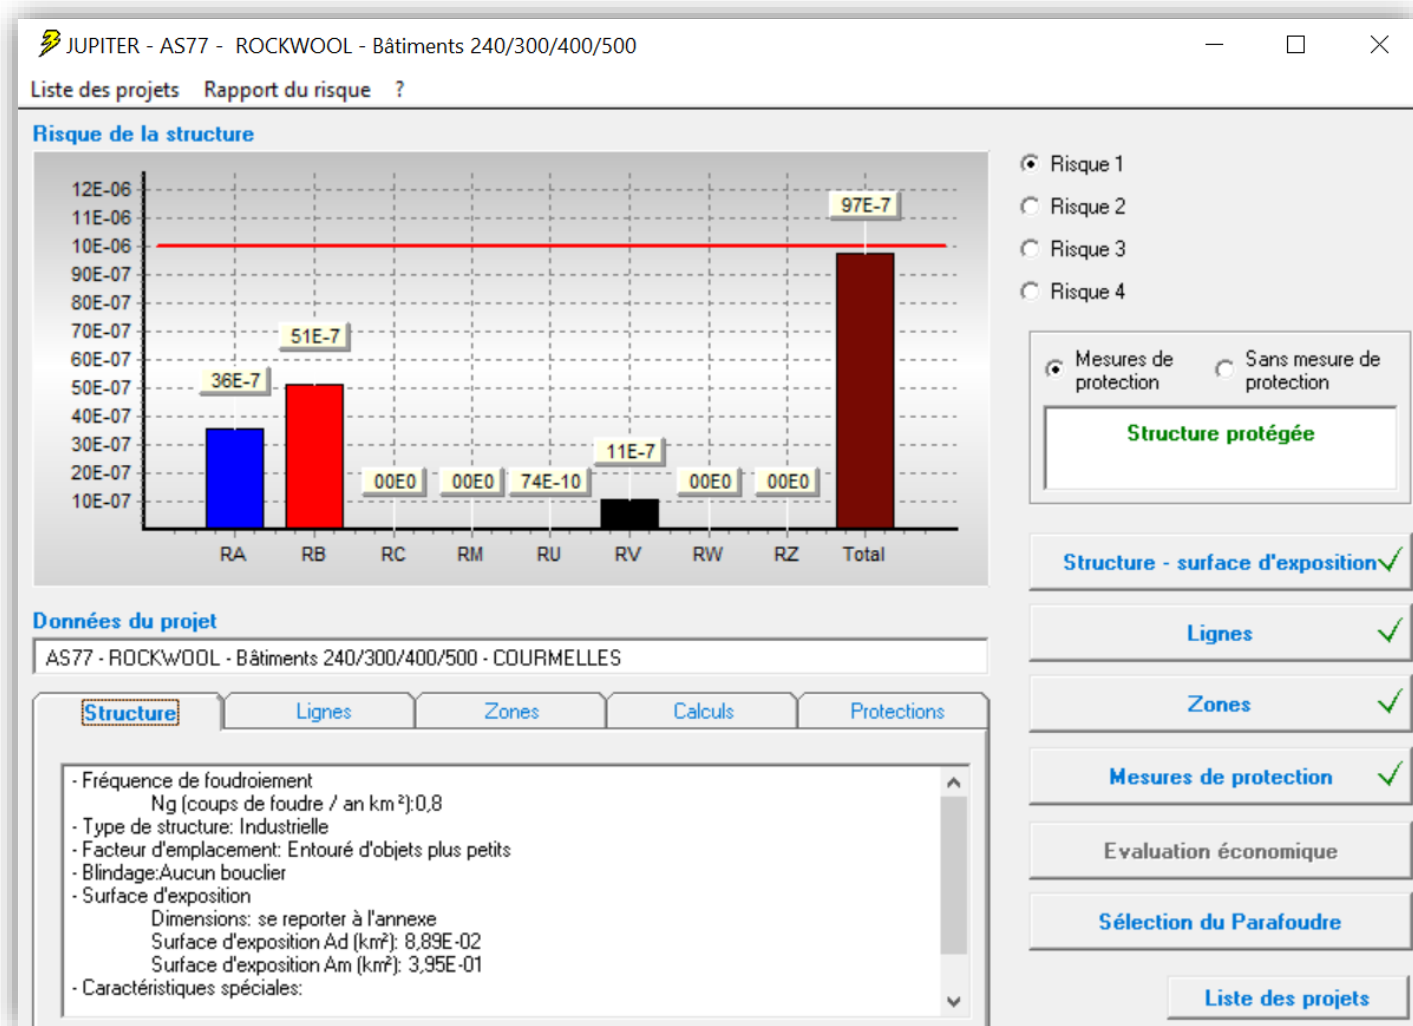 JUPITER - AS77 - ROCKWOOL - Bâtiments 240/300/400/500
Liste des projets Rapport du risque ?
Risque de la structure
12E-06
11E-06
10E-06
90E-07
80E-07
70E-07
60E-07
50E-07
40E-07
30E-07
20E-07
10E-07
36E-7
51E-7
00E0
00E0
74E-10
11E-7
00E0
00E0
97E-7
RA RB RC RM RU RV RW RZ Total
Risque 1
Risque 2
Risque 3
Risque 4
Mesures de
protection
Sans mesure de
protection
Structure protégée
Structure - surface d'exposition
Lignes
Zones
Mesures de protection
Evaluation économique
Sélection du Parafoudre
Liste des projets
Données du projet
AS77 - ROCKWOOL - Bâtiments 240/300/400/500 - COURMELLES
Structure Lignes Zones Calculs Protections
- Fréquence de foudroiement
Ng (coups de foudre / an km²):0,8
- Type de structure: Industrielle
- Facteur d'emplacement: Entouré d'objets plus petits
- Blindage:Aucun bouclier
- Surface d'exposition
Dimensions: se reporter à l'annexe
Surface d'exposition Ad (km²): 8,89E-02
Surface d'exposition Am (km²): 3,95E-01
- Caractéristiques spéciales: